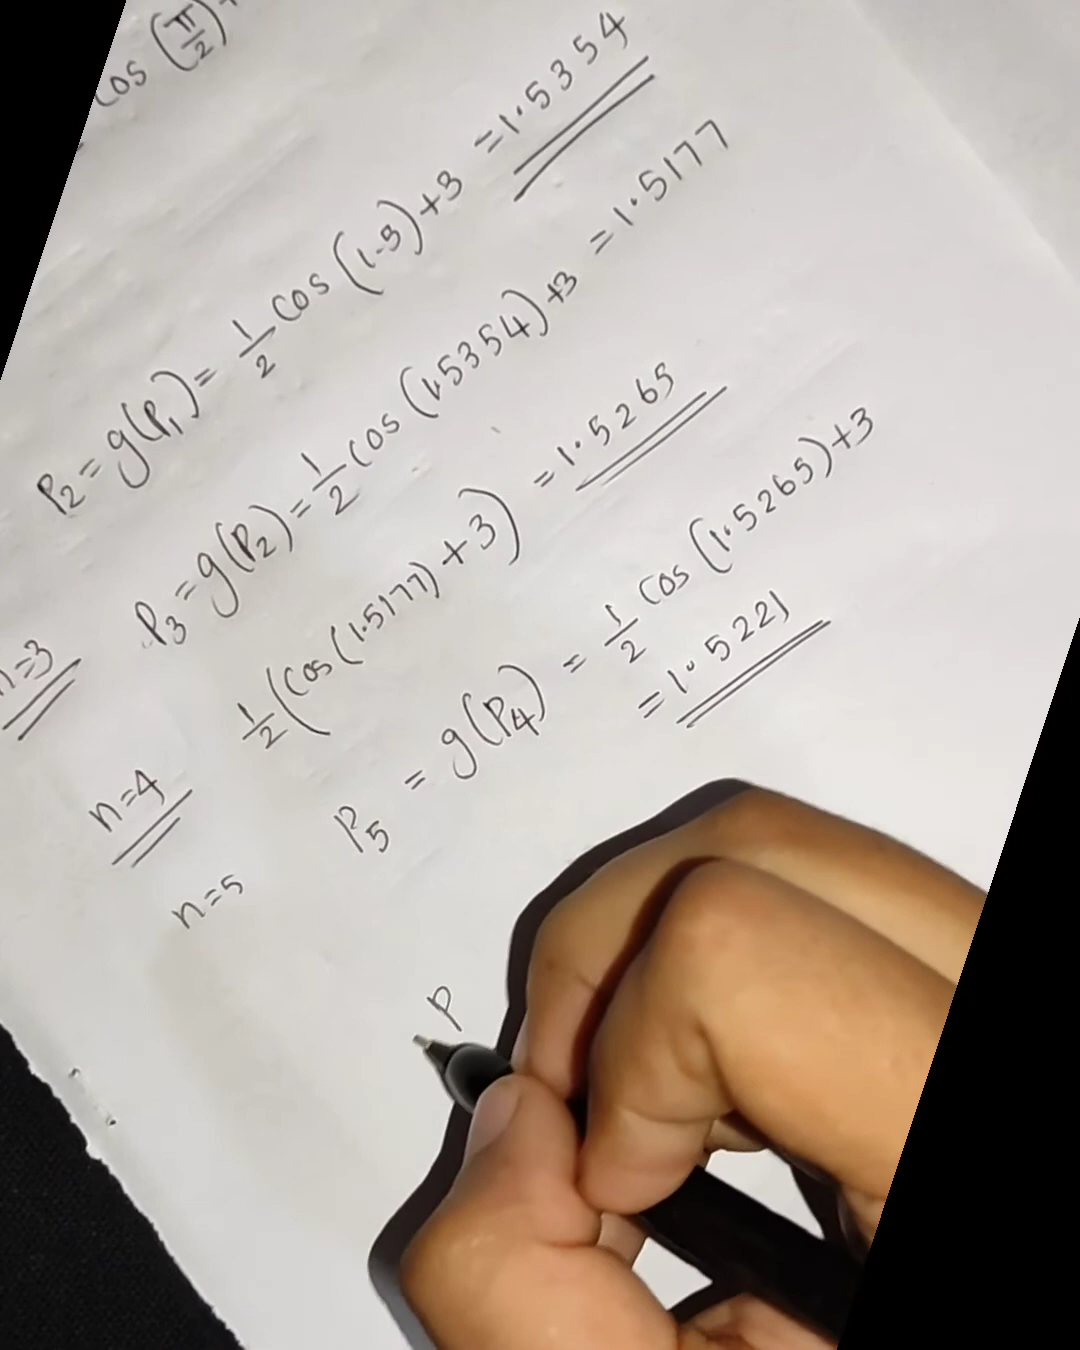 cos (π/2)+
P₂ = g(P₁) = 1/2 cos (1.5)+3 = 1.5354
n=3 P₃ = g(P₂) = 1/2 cos (1.5354)+3 = 1.5177
n=4 1/2 (cos (1.5177) + 3) = 1.5265
n=5 P₅ = g(P₄) = 1/2 cos (1.5265)+3
= 1.5221
P